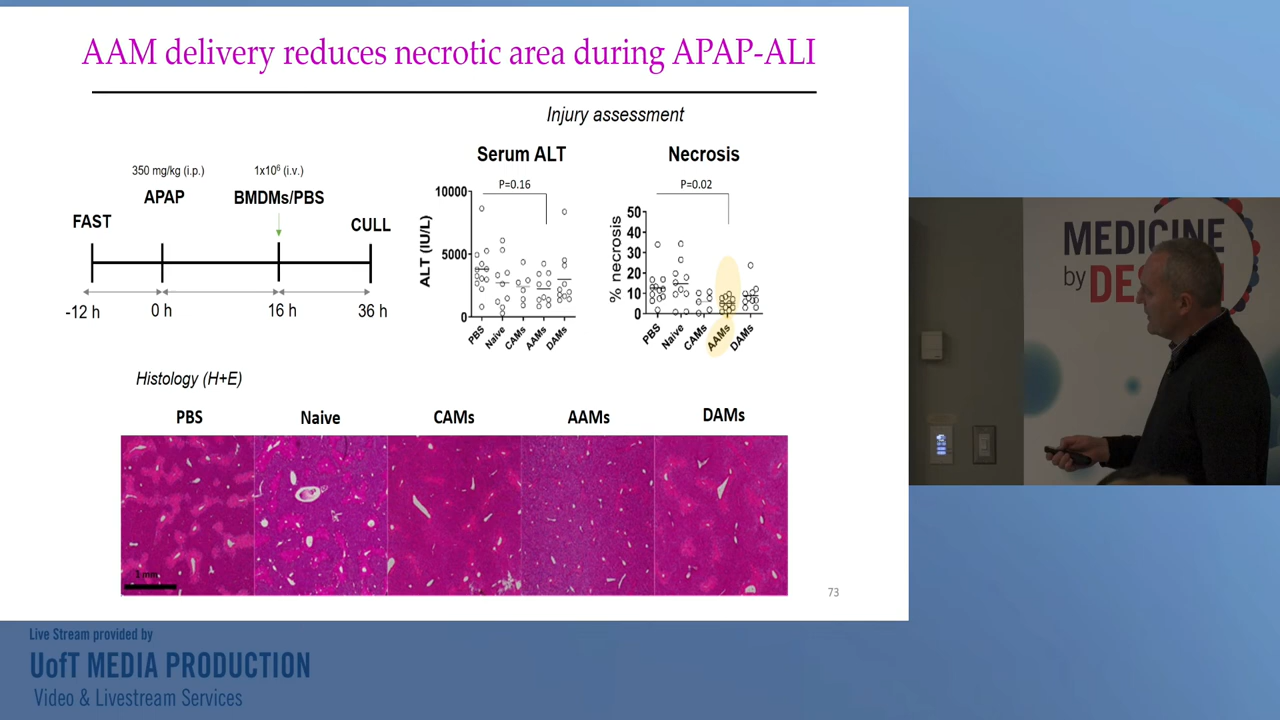 AAM delivery reduces necrotic area during APAP-ALI
Injury assessment
Serum ALT
Necrosis
350 mg/kg (i.p.)
1x10⁶ (i.v.)
APAP
BMDMs/PBS
FAST
CULL
-12 h
0 h
16 h
36 h
P=0.16
10000
5000
0
ALT (IU/L)
PBS
Naive
CAMs
AAMs
DAMs
P=0.02
50
40
30
20
10
0
% necrosis
PBS
Naive
CAMs
AAMs
DAMs
Histology (H+E)
PBS
Naive
CAMs
AAMs
DAMs
1 mm
73
MEDICINE
by
Live Stream provided by
UofT MEDIA PRODUCTION
Video & Livestream Services